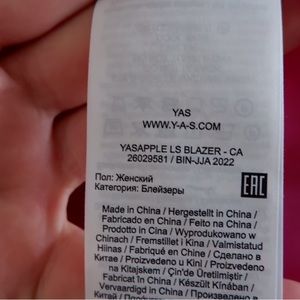 YAS
WWW.Y-A-S.COM
YASAPPLE LS BLAZER - CA
26029581 / BIN-JJA 2022
Пол: Женский
Категория: Блейзеры
EAC
Made in China / Hergestellt in China /
Fabricado en China / Feito na China /
Prodotto in Cina / Wyprodukowano w
Chinach / Fremstillet i Kina / Valmistatud
Hiinas / Fabriqué en Chine / Сделано в
Китае / Proizvedeno u Kini / Proizvedeno
na Kitajskem / Çin'de Üretilmiştir /
Fabricat în China / Készült Kínában /
Vervaardigd in China / Произведено в